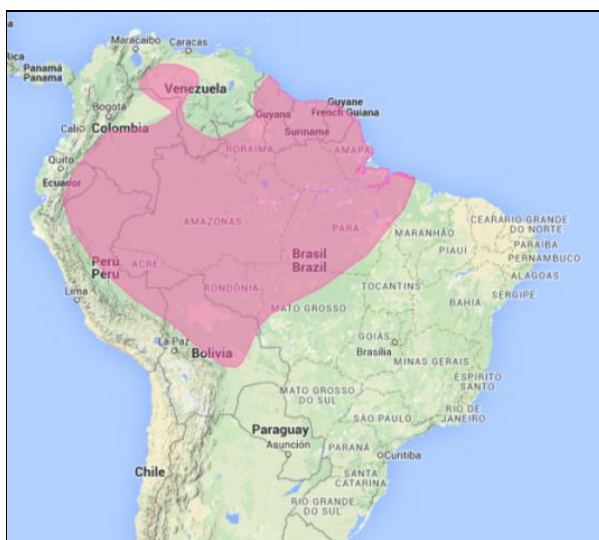 Maracaibo
Caracas
Rica
Panamá
Panama
Venezuela
Bogotá
Guyana
Guyane
French Guiana
Calio
Colombia
Suriname
RORAIMA
AMAPÁ
Quito
Ecuador
AMAZONAS
PARÁ
MARANHÃO
CEARÁ
RIO GRANDE
DO NORTE
PIAUÍ
PARAÍBA
PERNAMBUCO
ALAGOAS
SERGIPE
Perú
Peru
ACRE
Brasil
Brazil
RONDÔNIA
TOCANTINS
Lima
MATO GROSSO
BAHIA
La Paz
Bolivia
GOIÁS
Brasilia
MINAS GERAIS
MATO GROSSO
DO SUL
ESPÍRITO
SANTO
SÃO PAULO
RIO DE
JANEIRO
Paraguay
Asunción
PARANÁ
Curitiba
Chile
SANTA
CATARINA
RIO GRANDE
DO SUL